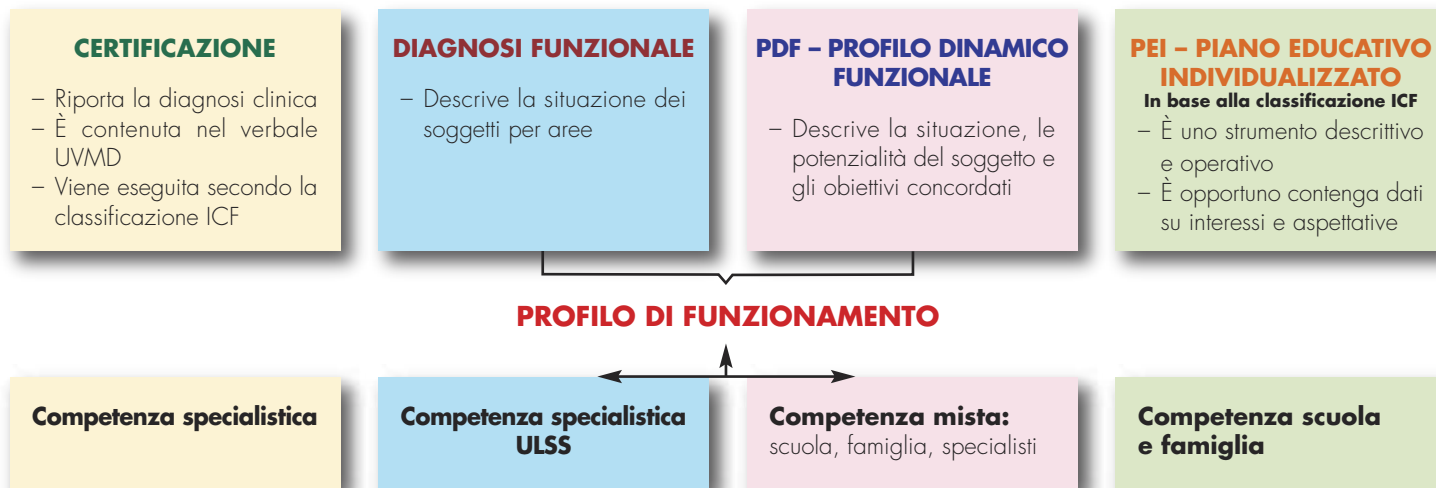 CERTIFICAZIONE
– Riporta la diagnosi clinica
– È contenuta nel verbale
UVMD
– Viene eseguita secondo la
classificazione ICF
DIAGNOSI FUNZIONALE
– Descrive la situazione dei
soggetti per aree
PDF – PROFILO DINAMICO
FUNZIONALE
– Descrive la situazione, le
potenzialità del soggetto e
gli obiettivi concordati
PEI – PIANO EDUCATIVO
INDIVIDUALIZZATO
In base alla classificazione ICF
– È uno strumento descrittivo
e operativo
– È opportuno contenga dati
su interessi e aspettative
PROFILO DI FUNZIONAMENTO
Competenza specialistica
Competenza specialistica
ULSS
Competenza mista:
scuola, famiglia, specialisti
Competenza scuola
e famiglia